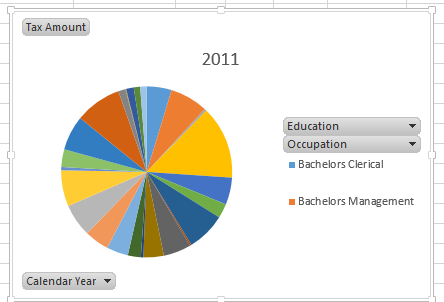 Tax Amount
2011
Education
Occupation
Bachelors Clerical
Bachelors Management
Calendar Year